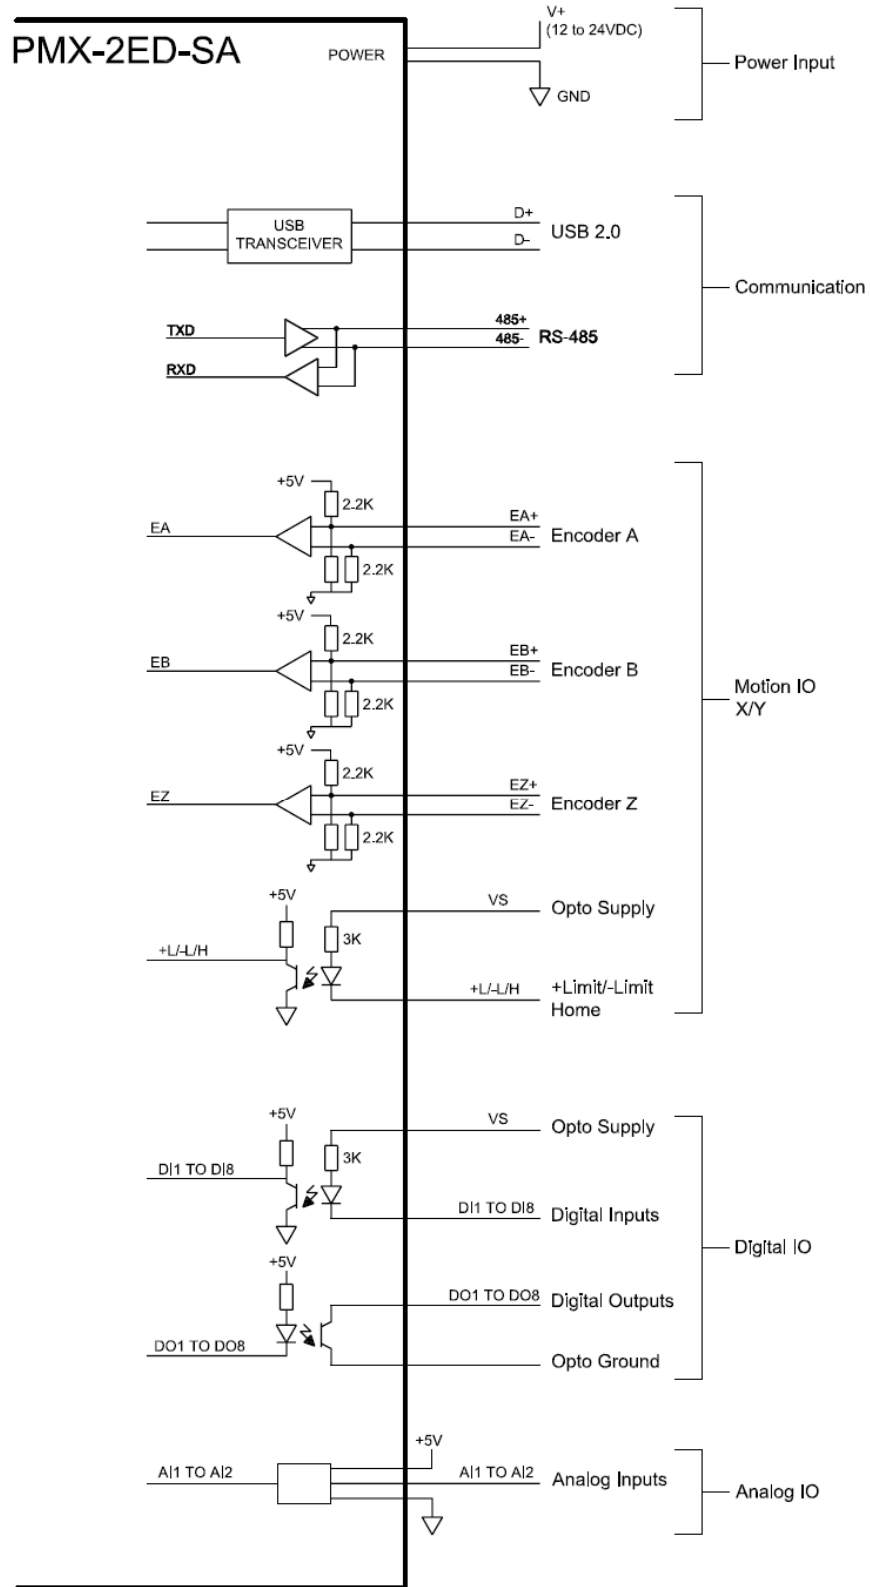 PMX-2ED-SA
POWER
V+
(12 to 24VDC)
GND
Power Input
USB
TRANSCEIVER
D+
D-
USB 2.0
Communication
TXD
RXD
485+
485-
RS-485
+5V
2.2K
EA
EA+
EA-
Encoder A
2.2K
+5V
2.2K
EB
EB+
EB-
Encoder B
2.2K
Motion IO
X/Y
+5V
2.2K
EZ
EZ+
EZ-
Encoder Z
2.2K
+5V
VS
Opto Supply
3K
+L/-L/H
+L/-L/H
+Limit/-Limit
Home
+5V
VS
Opto Supply
3K
DI1 TO DI8
DI1 TO DI8
Digital Inputs
Digital IO
+5V
DO1 TO DO8
Digital Outputs
DO1 TO DO8
Opto Ground
+5V
AI1 TO AI2
AI1 TO AI2
Analog Inputs
Analog IO